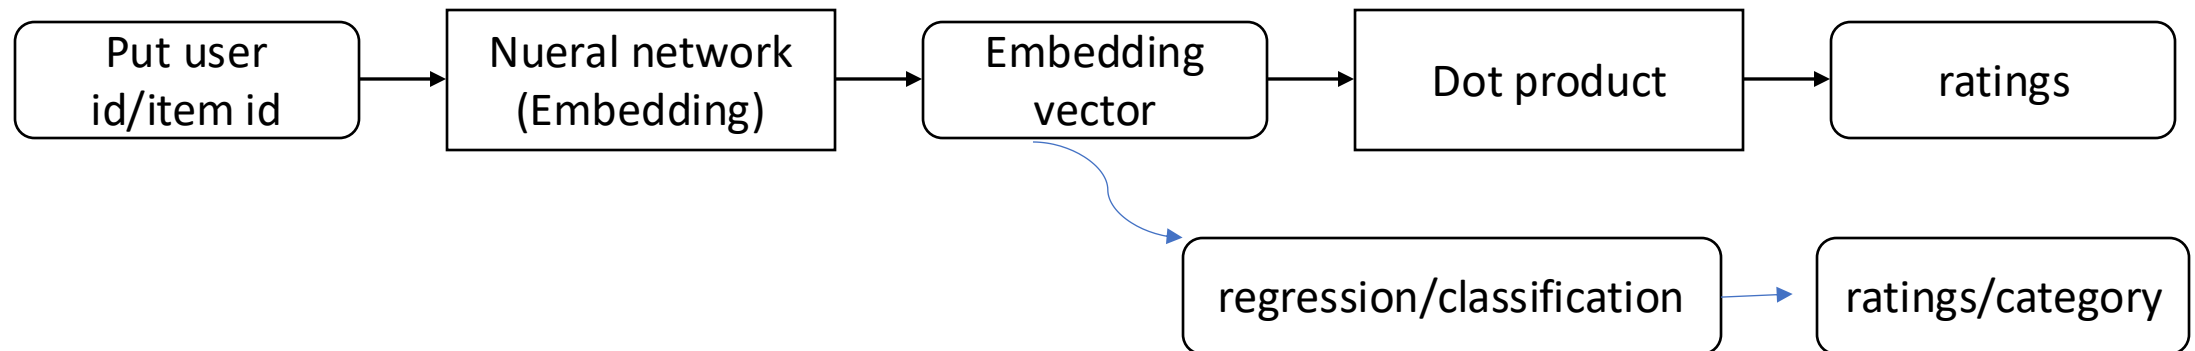 Put user
id/item id
Nueral network
(Embedding)
Embedding
vector
Dot product
ratings
regression/classification
ratings/category